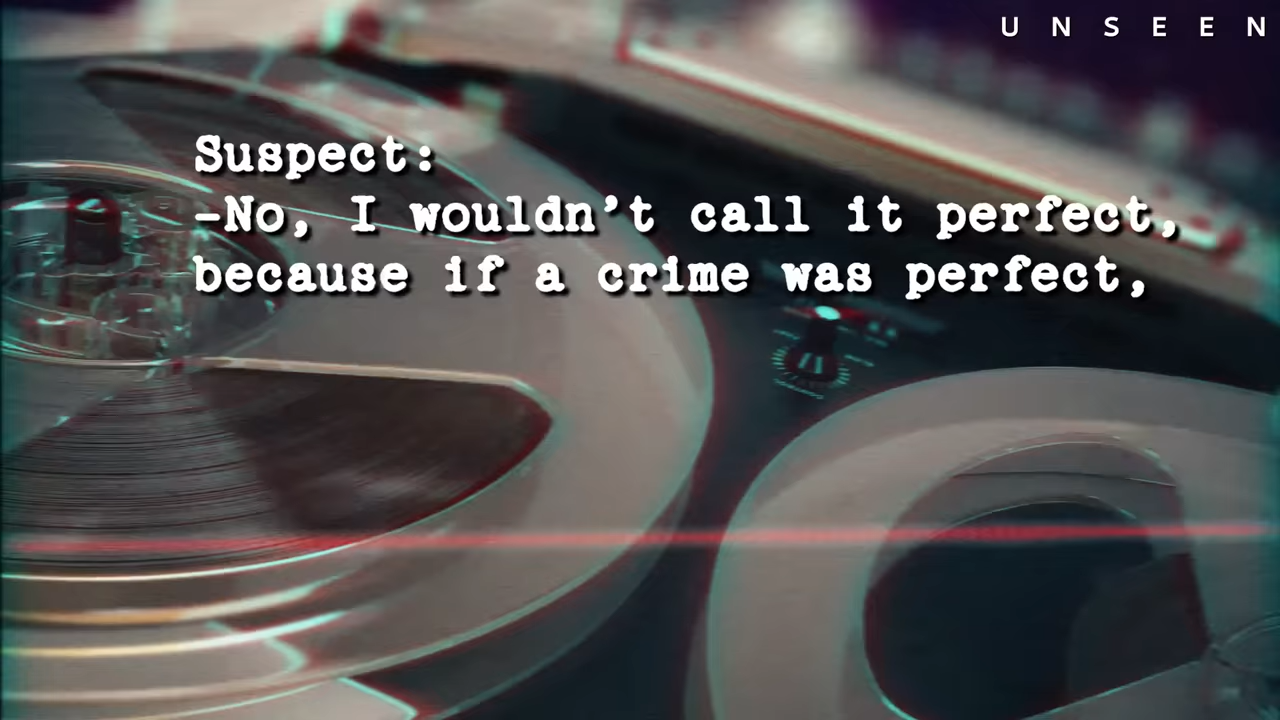 UNSEEN
Suspect:
-No, I wouldn't call it perfect,
because if a crime was perfect,